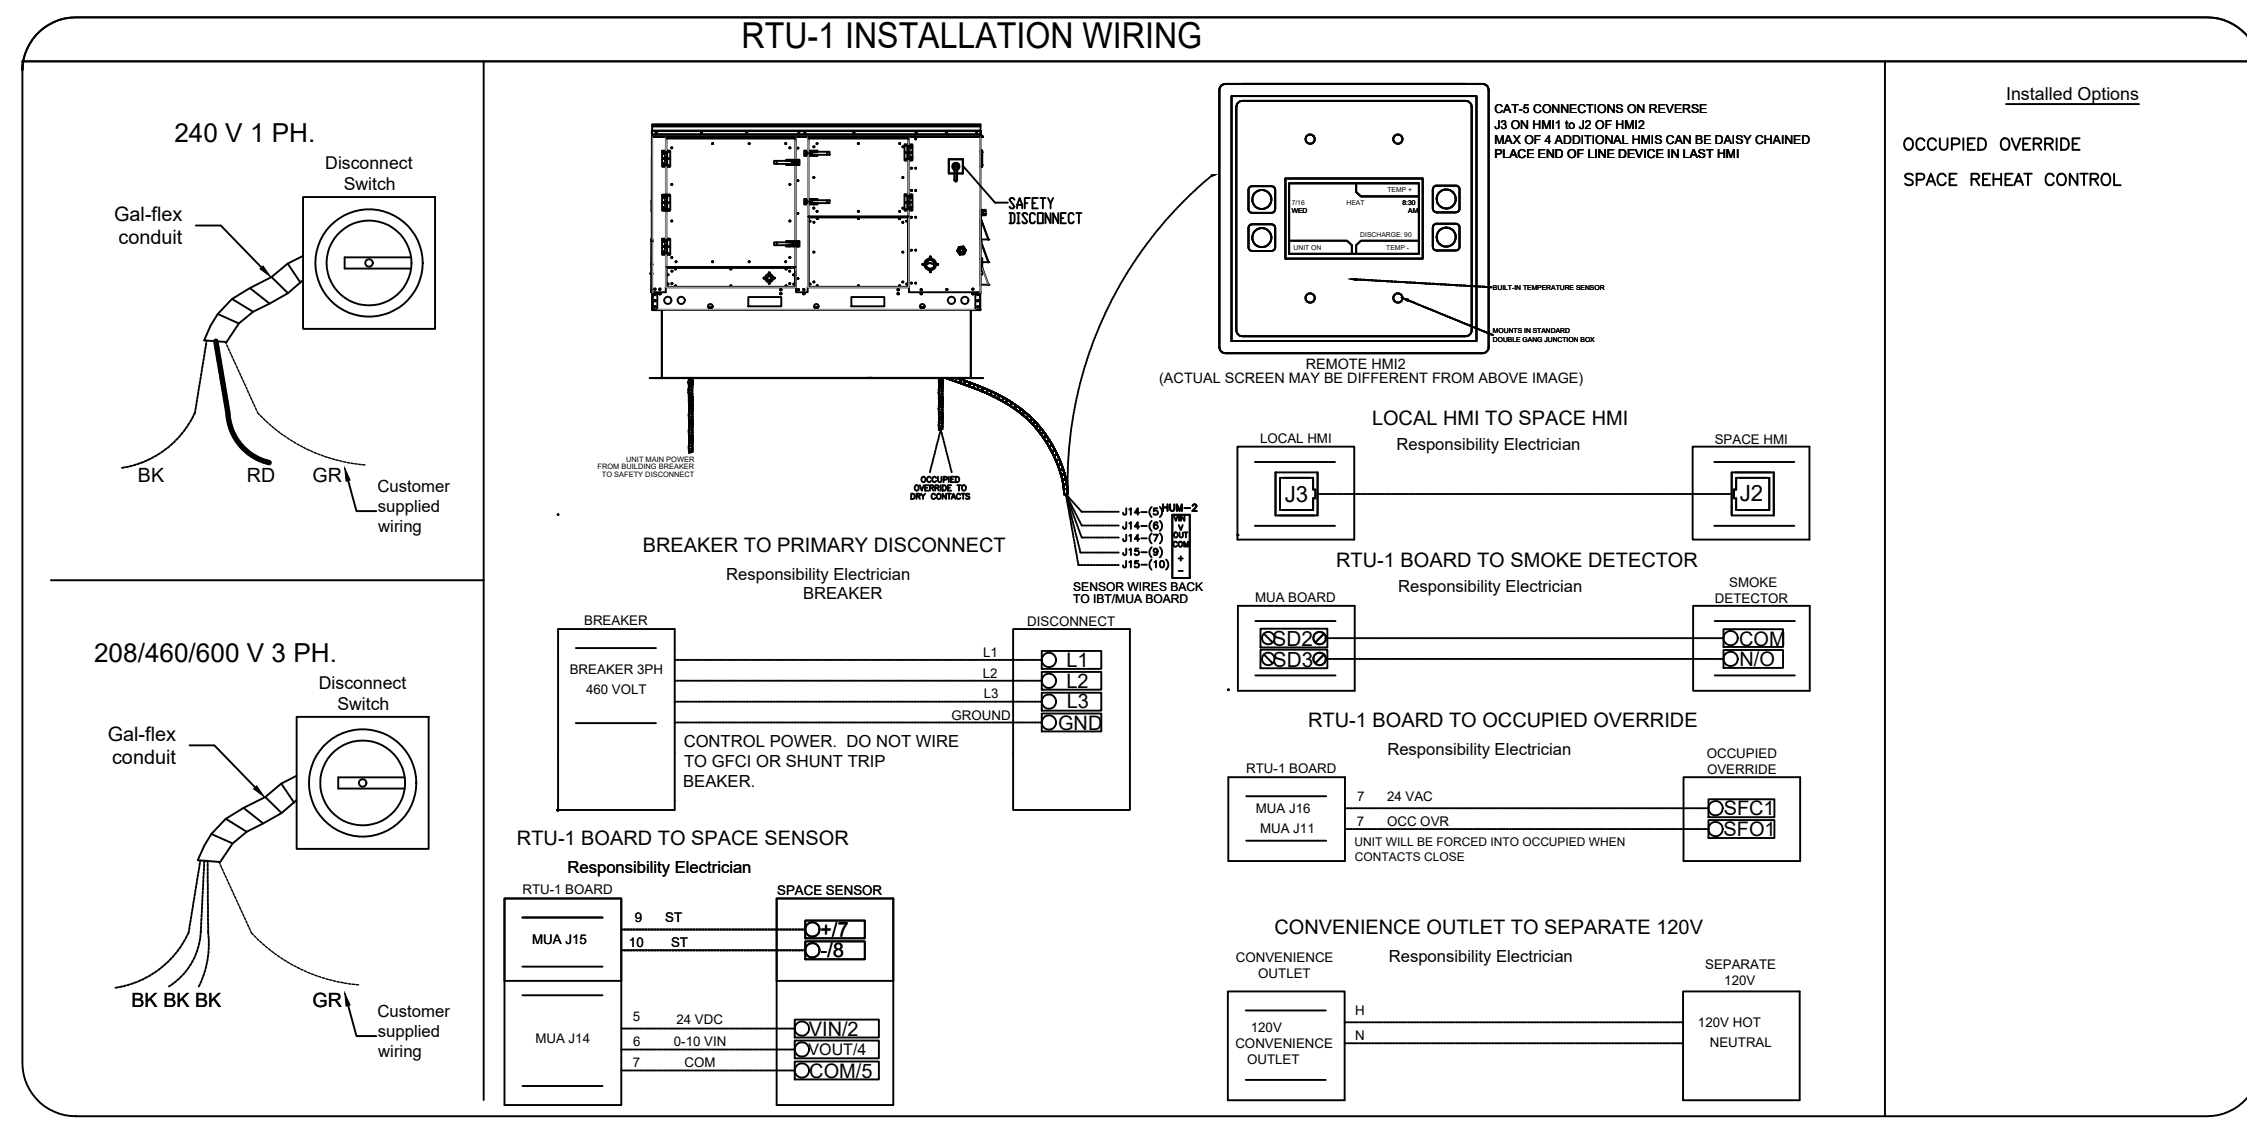 RTU-1 INSTALLATION WIRING
240 V 1 PH.
Disconnect
Switch
Gal-flex
conduit
BK
RD
GR
Customer
supplied
wiring
208/460/600 V 3 PH.
Disconnect
Switch
Gal-flex
conduit
BK BK BK
GR
Customer
supplied
wiring
SAFETY
DISCONNECT
UNIT MAIN POWER
FROM BUILDING BREAKER
TO SAFETY DISCONNECT
OCCUPIED
OVERRIDE TO
DRY CONTACTS
J14-(5)
J14-(6)
J14-(7)
J15-(9)
J15-(10)
HUM-2
VIN
V
OUT
COM
+
-
SENSOR WIRES BACK
TO IBT/MUA BOARD
BREAKER TO PRIMARY DISCONNECT
Responsibility Electrician
BREAKER
BREAKER
DISCONNECT
BREAKER 3PH
460 VOLT
L1
L2
L3
GROUND
L1
L2
L3
GND
CONTROL POWER. DO NOT WIRE
TO GFCI OR SHUNT TRIP
BEAKER.
RTU-1 BOARD TO SPACE SENSOR
Responsibility Electrician
RTU-1 BOARD
SPACE SENSOR
MUA J15
9 ST
10 ST
+/7
-/8
MUA J14
5 24 VDC
6 0-10 VIN
7 COM
VIN/2
VOUT/4
COM/5
CAT-5 CONNECTIONS ON REVERSE
J3 ON HMI1 to J2 OF HMI2
MAX OF 4 ADDITIONAL HMIS CAN BE DAISY CHAINED
PLACE END OF LINE DEVICE IN LAST HMI
TEMP +
7/16 HEAT 8:30
WED AM
DISCHARGE: 90
UNIT ON TEMP -
BUILT-IN TEMPERATURE SENSOR
MOUNTS IN STANDARD
DOUBLE GANG JUNCTION BOX
REMOTE HMI2
(ACTUAL SCREEN MAY BE DIFFERENT FROM ABOVE IMAGE)
LOCAL HMI TO SPACE HMI
Responsibility Electrician
LOCAL HMI
SPACE HMI
J3
J2
RTU-1 BOARD TO SMOKE DETECTOR
Responsibility Electrician
MUA BOARD
SMOKE
DETECTOR
SD2
SD3
COM
N/O
RTU-1 BOARD TO OCCUPIED OVERRIDE
Responsibility Electrician
RTU-1 BOARD
OCCUPIED
OVERRIDE
MUA J16
MUA J11
7 24 VAC
7 OCC OVR
SFC1
SFO1
UNIT WILL BE FORCED INTO OCCUPIED WHEN
CONTACTS CLOSE
CONVENIENCE OUTLET TO SEPARATE 120V
Responsibility Electrician
CONVENIENCE
OUTLET
SEPARATE
120V
120V
CONVENIENCE
OUTLET
H
N
120V HOT
NEUTRAL
Installed Options
OCCUPIED OVERRIDE
SPACE REHEAT CONTROL